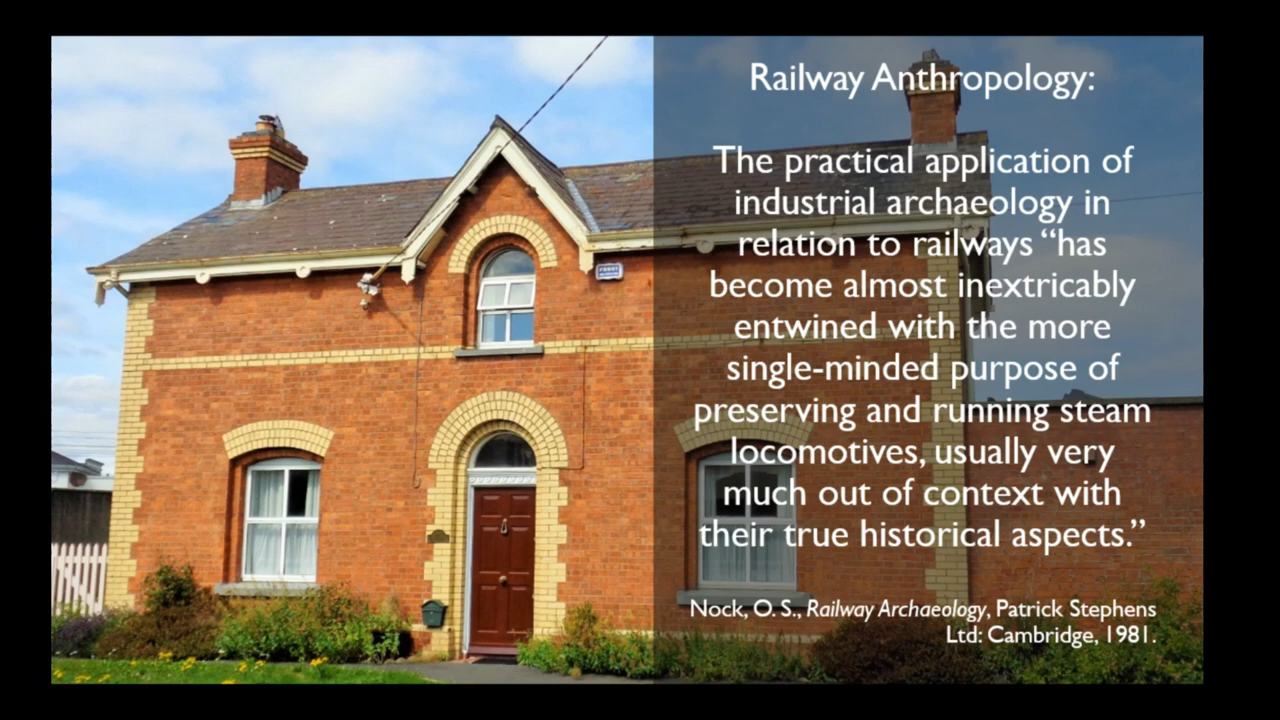 Railway Anthropology:
The practical application of
industrial archaeology in
relation to railways “has
become almost inextricably
entwined with the more
single-minded purpose of
preserving and running steam
locomotives, usually very
much out of context with
their true historical aspects.”
Nock, O. S., Railway Archaeology, Patrick Stephens
Ltd: Cambridge, 1981.